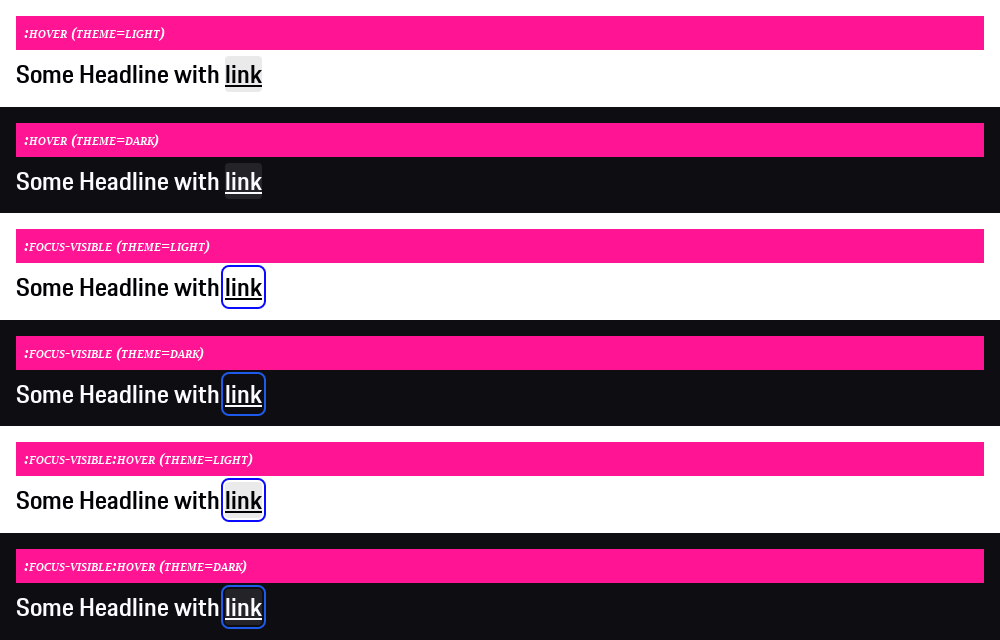 :hover (theme=light)
Some Headline with link
:hover (theme=dark)
Some Headline with link
:focus-visible (theme=light)
Some Headline with link
:focus-visible (theme=dark)
Some Headline with link
:focus-visible:hover (theme=light)
Some Headline with link
:focus-visible:hover (theme=dark)
Some Headline with link